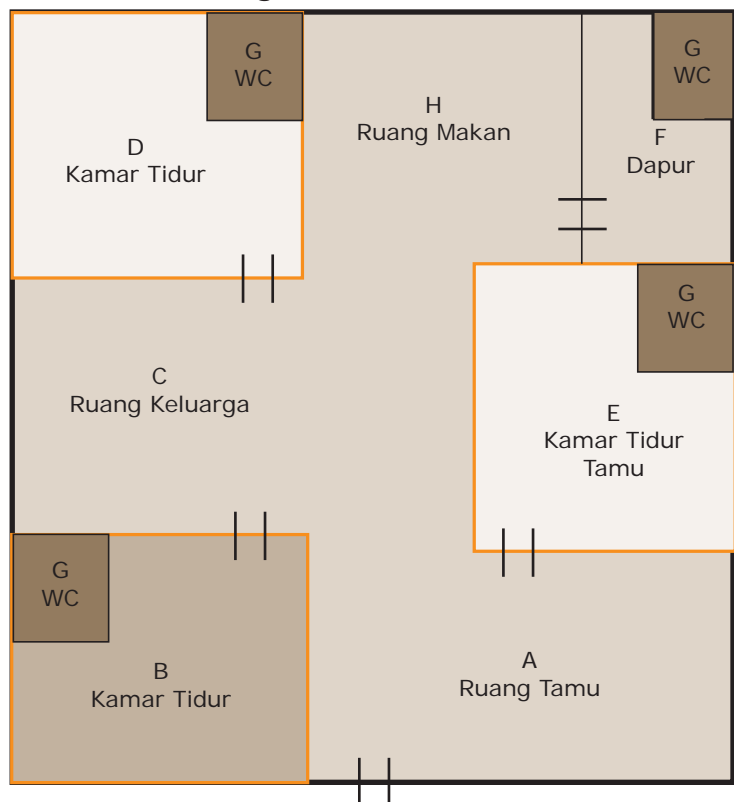 G
WC
D
Kamar Tidur
H
Ruang Makan
G
WC
F
Dapur
C
Ruang Keluarga
G
WC
E
Kamar Tidur
Tamu
G
WC
B
Kamar Tidur
A
Ruang Tamu